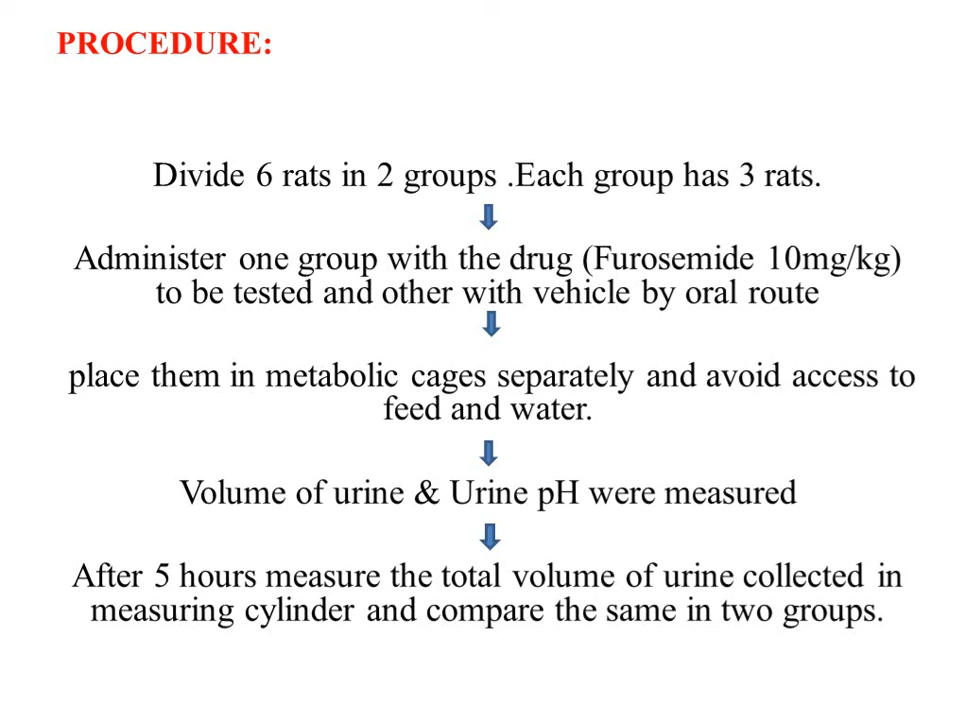 PROCEDURE:
Divide 6 rats in 2 groups .Each group has 3 rats.
Administer one group with the drug (Furosemide 10mg/kg)
to be tested and other with vehicle by oral route
place them in metabolic cages separately and avoid access to
feed and water.
Volume of urine & Urine pH were measured
After 5 hours measure the total volume of urine collected in
measuring cylinder and compare the same in two groups.